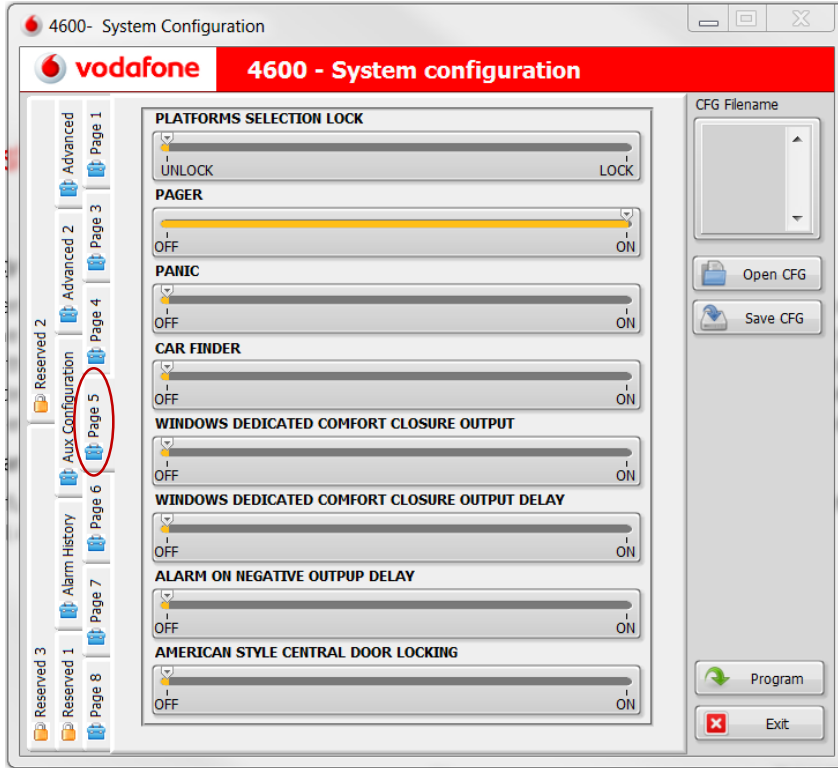 4600- System Configuration
vodafone
4600 - System configuration
Reserved 2
Reserved 3
Advanced
Advanced 2
Aux Configuration
Alarm History
Reserved 1
Page 1
Page 3
Page 4
Page 5
Page 6
Page 7
Page 8
PLATFORMS SELECTION LOCK
UNLOCK LOCK
PAGER
OFF ON
PANIC
OFF ON
CAR FINDER
OFF ON
WINDOWS DEDICATED COMFORT CLOSURE OUTPUT
OFF ON
WINDOWS DEDICATED COMFORT CLOSURE OUTPUT DELAY
OFF ON
ALARM ON NEGATIVE OUTPUP DELAY
OFF ON
AMERICAN STYLE CENTRAL DOOR LOCKING
OFF ON
CFG Filename
Open CFG
Save CFG
Program
Exit